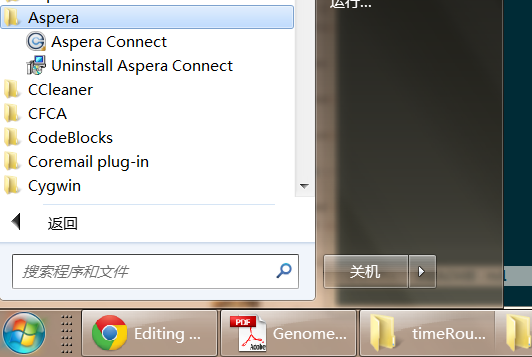 运行...
Aspera
Aspera Connect
Uninstall Aspera Connect
CCleaner
CFCA
CodeBlocks
Coremail plug-in
Cygwin
返回
搜索程序和文件
关机
Editing ...
PDF
Adobe
Genome...
timeRou...